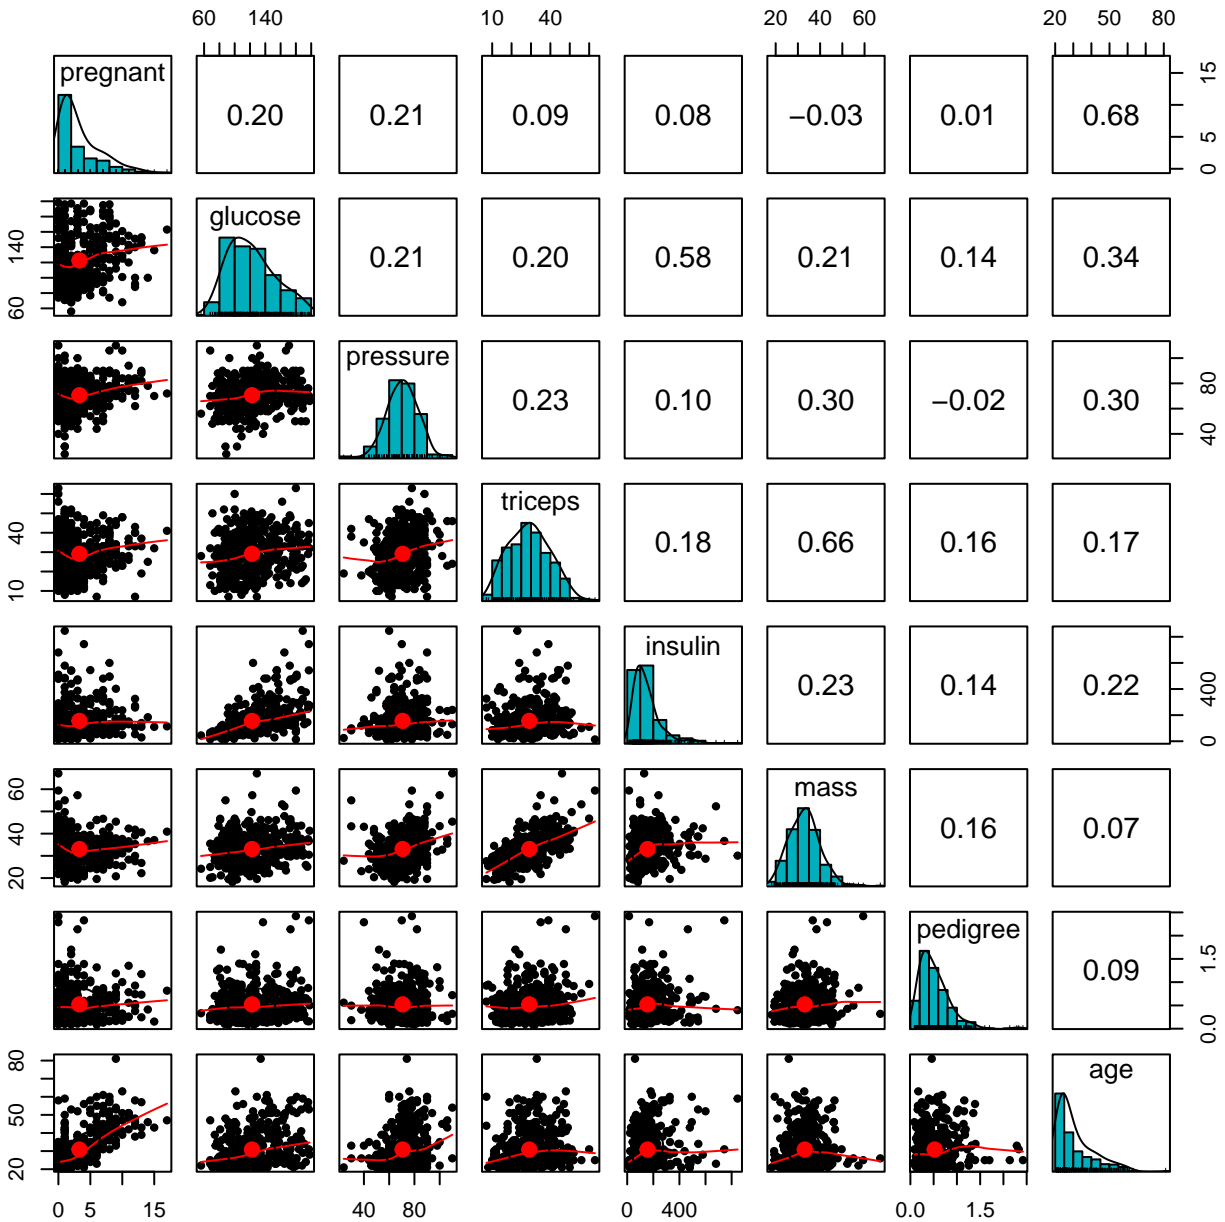 60 140 10 40 20 40 60 20 50 80
pregnant 0.20 0.21 0.09 0.08 −0.03 0.01 0.68 0 5 15
60 140 glucose 0.21 0.20 0.58 0.21 0.14 0.34
pressure 0.23 0.10 0.30 −0.02 0.30 40 80
10 40 triceps 0.18 0.66 0.16 0.17
insulin 0.23 0.14 0.22 0 400
20 40 60 mass 0.16 0.07
pedigree 0.09 0.0 1.5
20 50 80 age
0 5 15 40 80 0 400 0.0 1.5